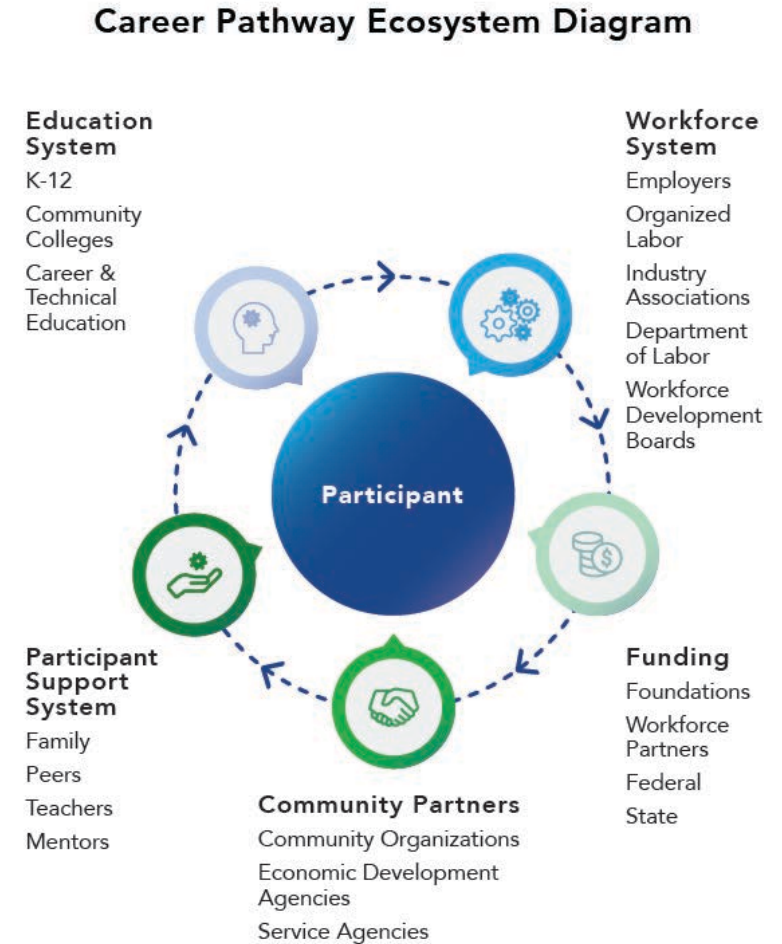 Career Pathway Ecosystem Diagram
Education
System
K-12
Community
Colleges
Career &
Technical
Education
Workforce
System
Employers
Organized
Labor
Industry
Associations
Department
of Labor
Workforce
Development
Boards
Participant
$
Participant
Support
System
Family
Peers
Teachers
Mentors
Community Partners
Community Organizations
Economic Development
Agencies
Service Agencies
Funding
Foundations
Workforce
Partners
Federal
State